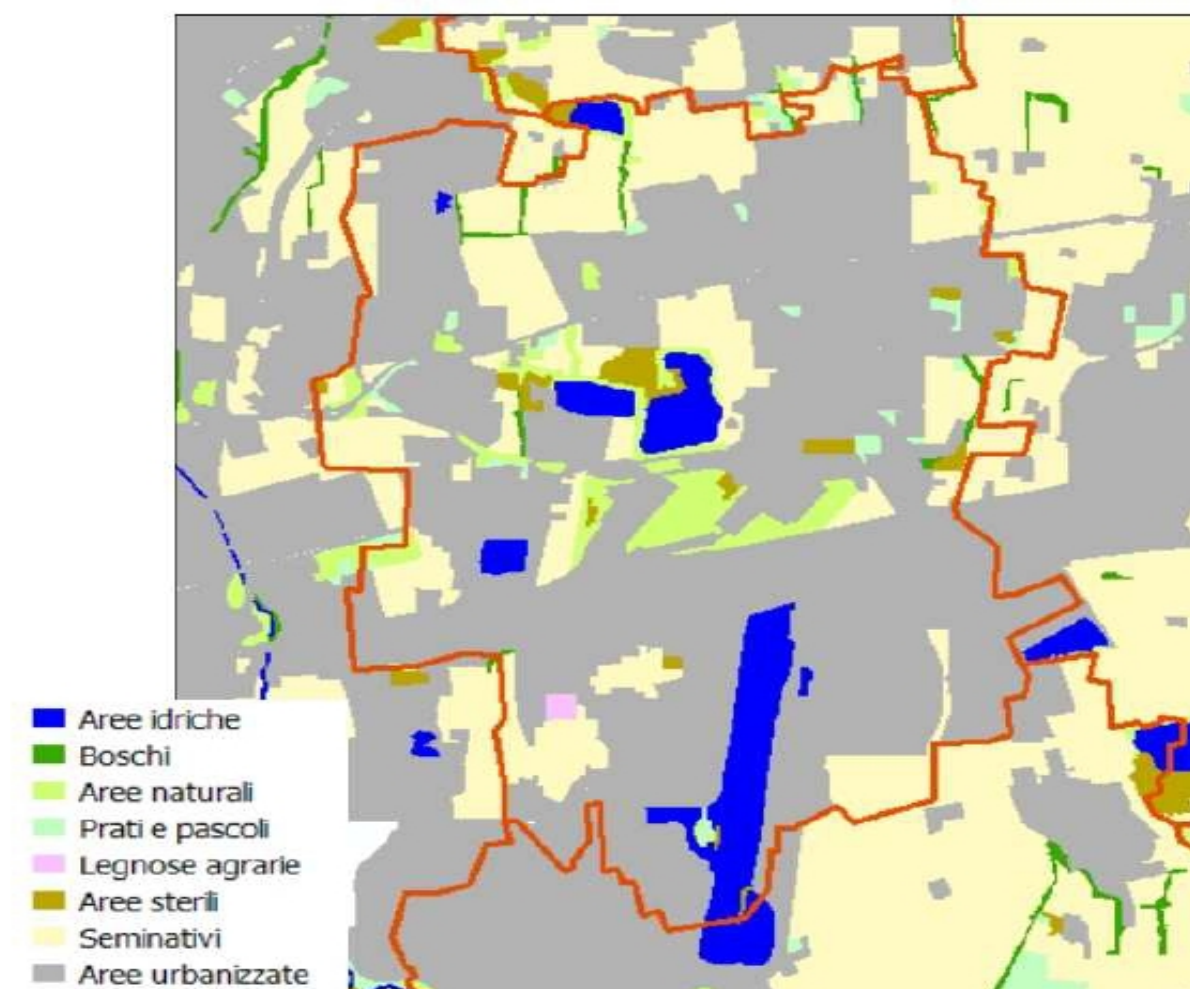 Aree idriche
Boschi
Aree naturali
Prati e pascoli
Legnose agrarie
Aree sterili
Seminativi
Aree urbanizzate